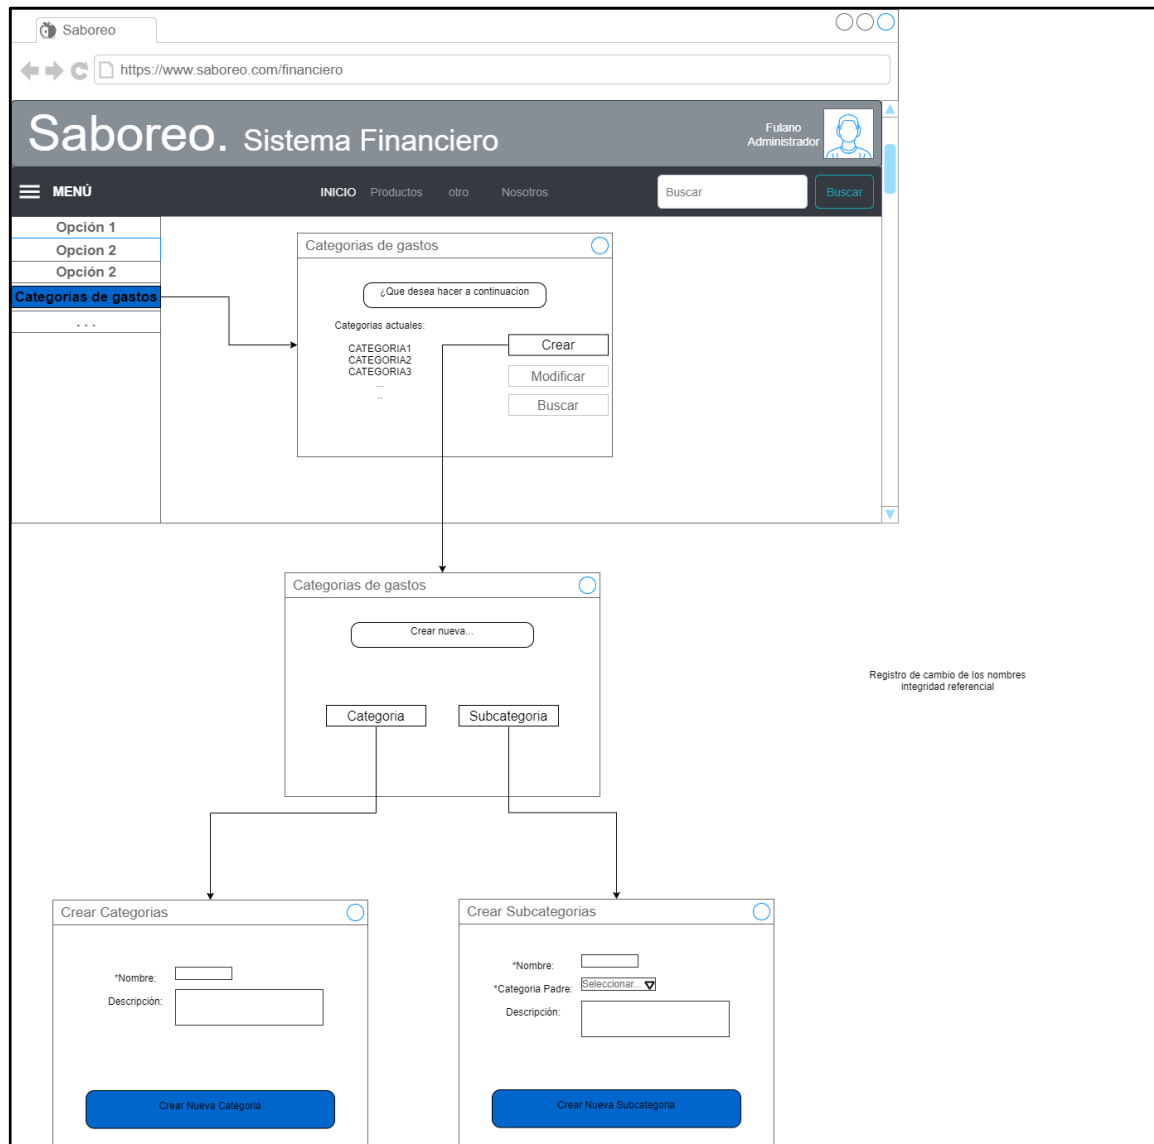 Saboreo
https://www.saboreo.com/financiero
Saboreo. Sistema Financiero
Fulano
Administrador
MENÚ
INICIO Productos otro Nosotros
Buscar
Buscar
Opción 1
Opcion 2
Opción 2
Categorias de gastos
. . .
Categorias de gastos
¿Que desea hacer a continuacion
Categorias actuales:
CATEGORIA1
CATEGORIA2
CATEGORIA3
...
..
Crear
Modificar
Buscar
Categorias de gastos
Crear nueva...
Categoria
Subcategoria
Registro de cambio de los nombres
integridad referencial
Crear Categorias
*Nombre:
Descripción:
Crear Nueva Categoria
Crear Subcategorias
*Nombre:
*Categoria Padre: Seleccionar...
Descripción:
Crear Nueva Subcategoria